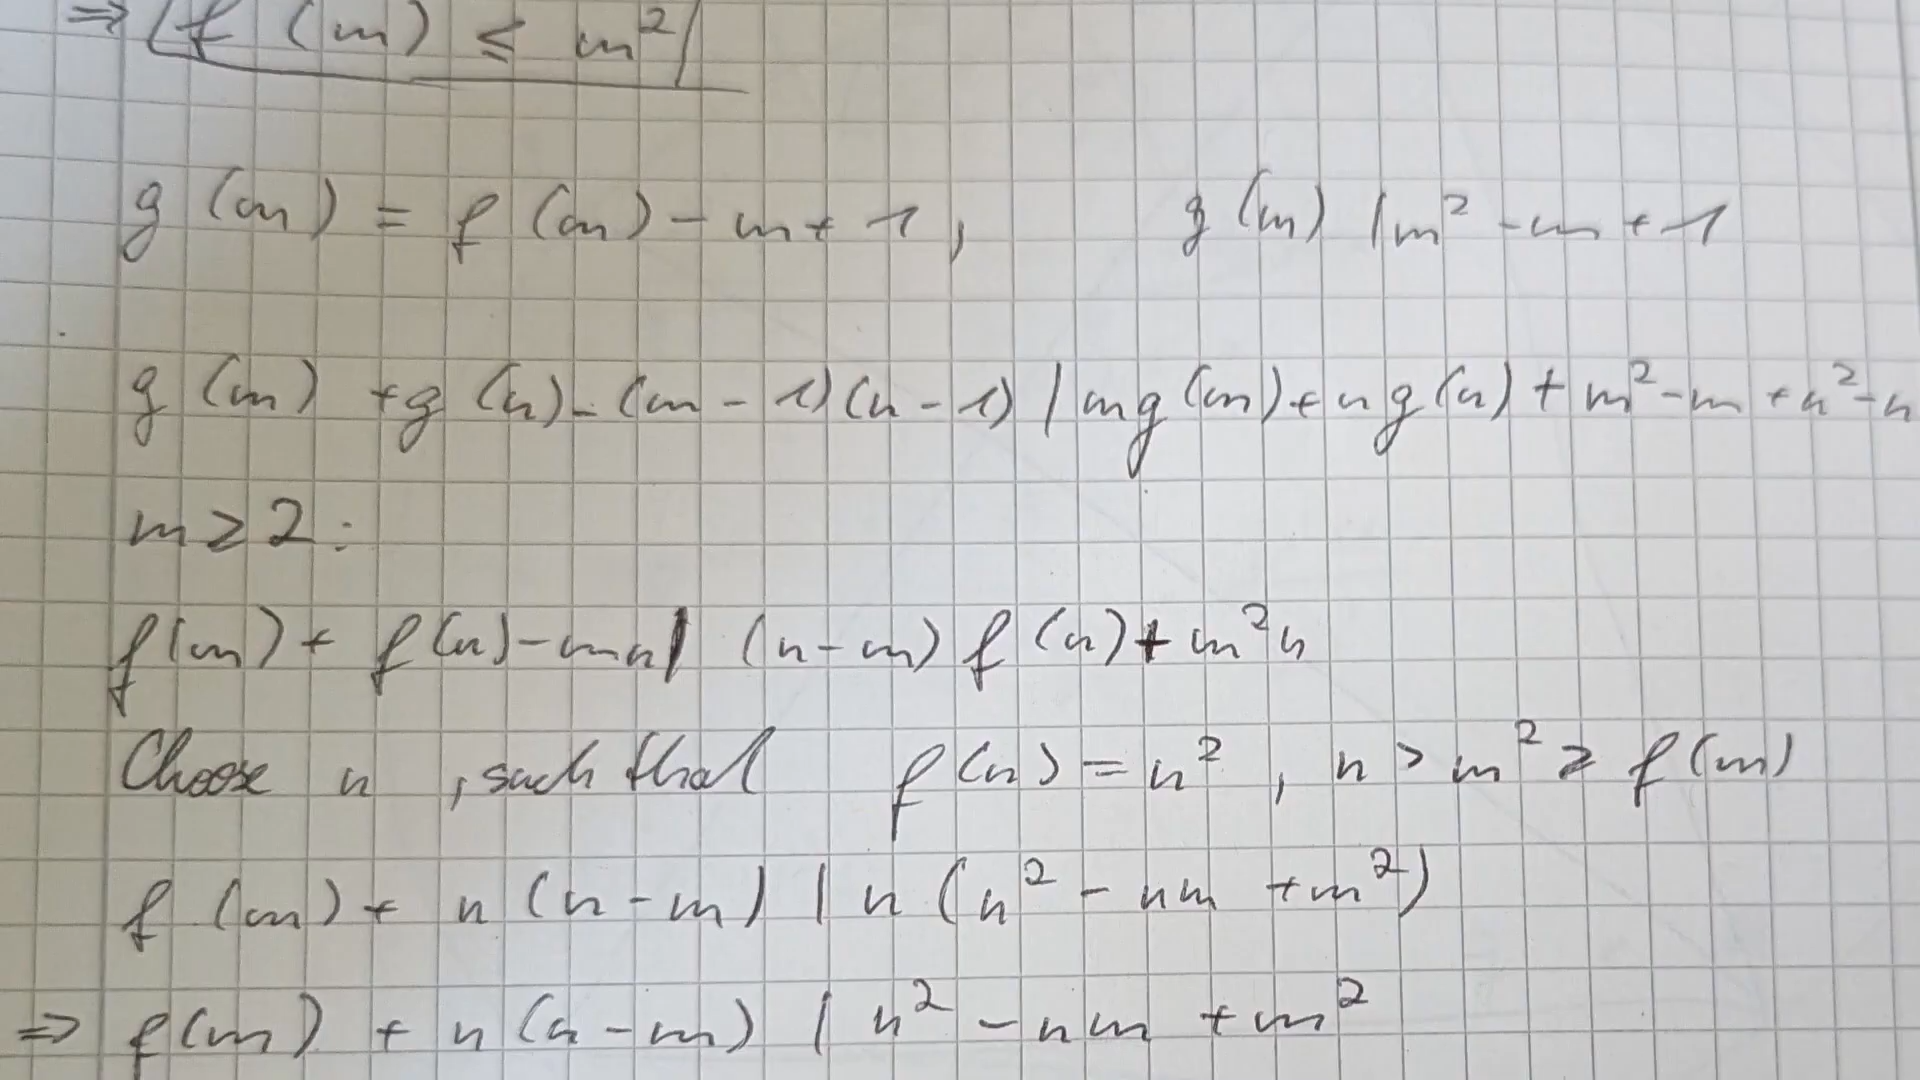 ⇒ f(m) ≤ m²
g(m) = f(m) - m + 1, g(m) | m² - m + 1
g(m) + g(n) - (m - 1)(n - 1) | mg(m) + ng(n) + m² - m + n² - n
m ≥ 2:
f(m) + f(n) - mn | (n - m) f(n) + m²n
Choose n, such that f(n) = n², n > m² ≥ f(m)
f(m) + n(n - m) | n(n² - nm + m²)
⇒ f(m) + n(n - m) | n² - nm + m²